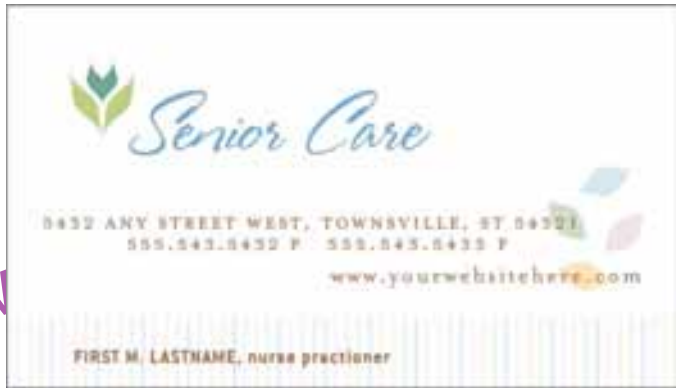 Senior Care
5432 ANY STREET WEST, TOWNSVILLE, ST 54321
555.543.5432 P 555.543.5433 F
www.yourwebsitehere.com
FIRST M. LASTNAME, nurse practioner